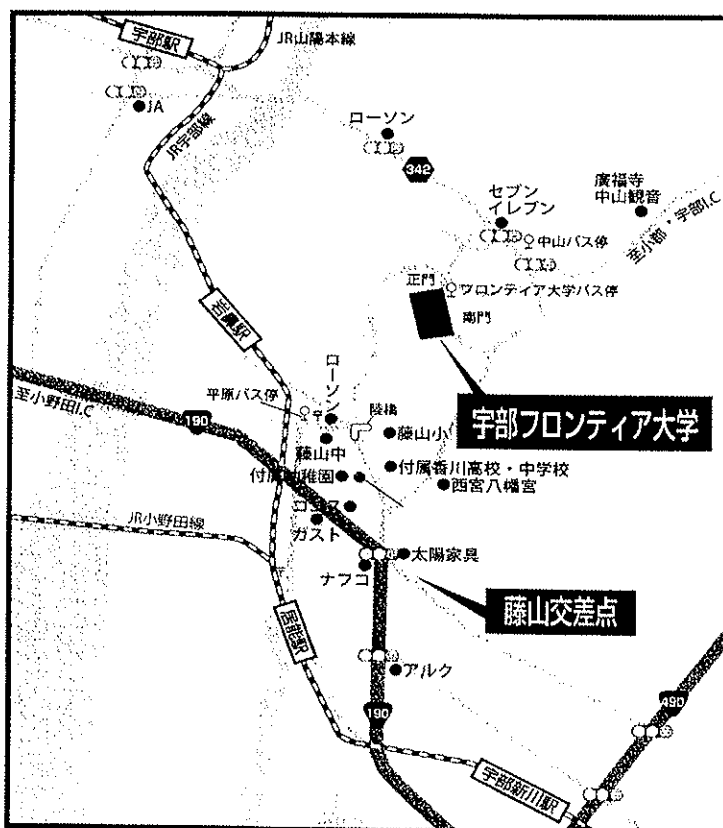 宇部駅
JR山陽本線
JA
JR宇部線
ローソン
342
セブン
イレブン
廣福寺
中山観音
中山バス停
至小郡・宇部I.C
正門
フロンティア大学バス停
南門
岩鼻駅
宇部フロンティア大学
至小野田I.C
190
平原バス停
ローソン
陸橋
藤山小
藤山中
付属香川高校・中学校
付属幼稚園
西宮八幡宮
JR小野田線
ココス
ガスト
太陽家具
ナフコ
藤山交差点
居能駅
アルク
190
490
宇部新川駅